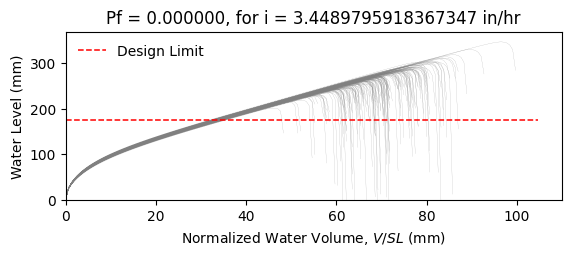 Pf = 0.000000, for i = 3.4489795918367347 in/hr
Design Limit
Water Level (mm)
300
200
100
0
0 20 40 60 80 100
Normalized Water Volume, V/SL (mm)